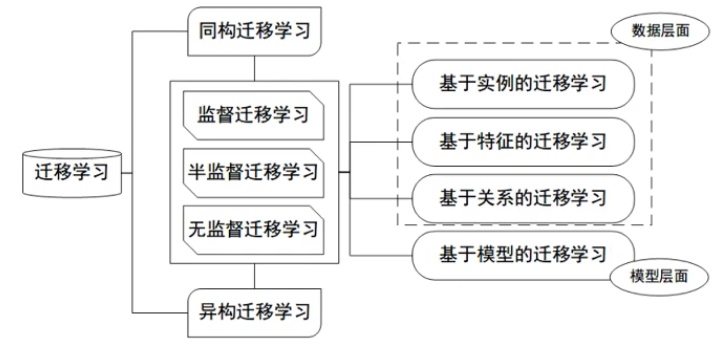 同构迁移学习
数据层面
基于实例的迁移学习
监督迁移学习
基于特征的迁移学习
迁移学习
半监督迁移学习
基于关系的迁移学习
无监督迁移学习
基于模型的迁移学习
模型层面
异构迁移学习